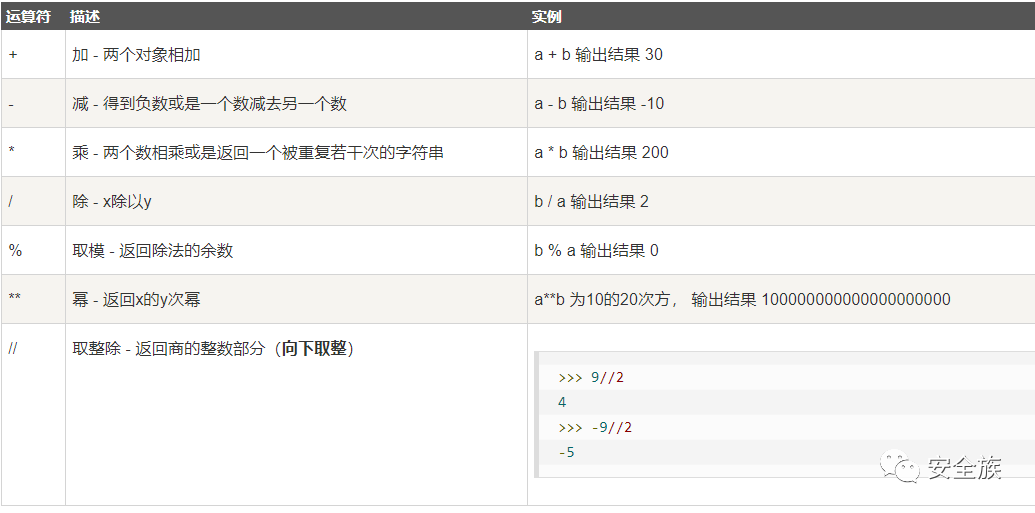 运算符 描述 实例
+ 加 - 两个对象相加 a + b 输出结果 30
- 减 - 得到负数或是一个数减去另一个数 a - b 输出结果 -10
* 乘 - 两个数相乘或是返回一个被重复若干次的字符串 a * b 输出结果 200
/ 除 - x除以y b / a 输出结果 2
% 取模 - 返回除法的余数 b % a 输出结果 0
** 幂 - 返回x的y次幂 a**b 为10的20次方， 输出结果 100000000000000000000
// 取整除 - 返回商的整数部分（向下取整）
>>> 9//2
4
>>> -9//2
-5
安全族